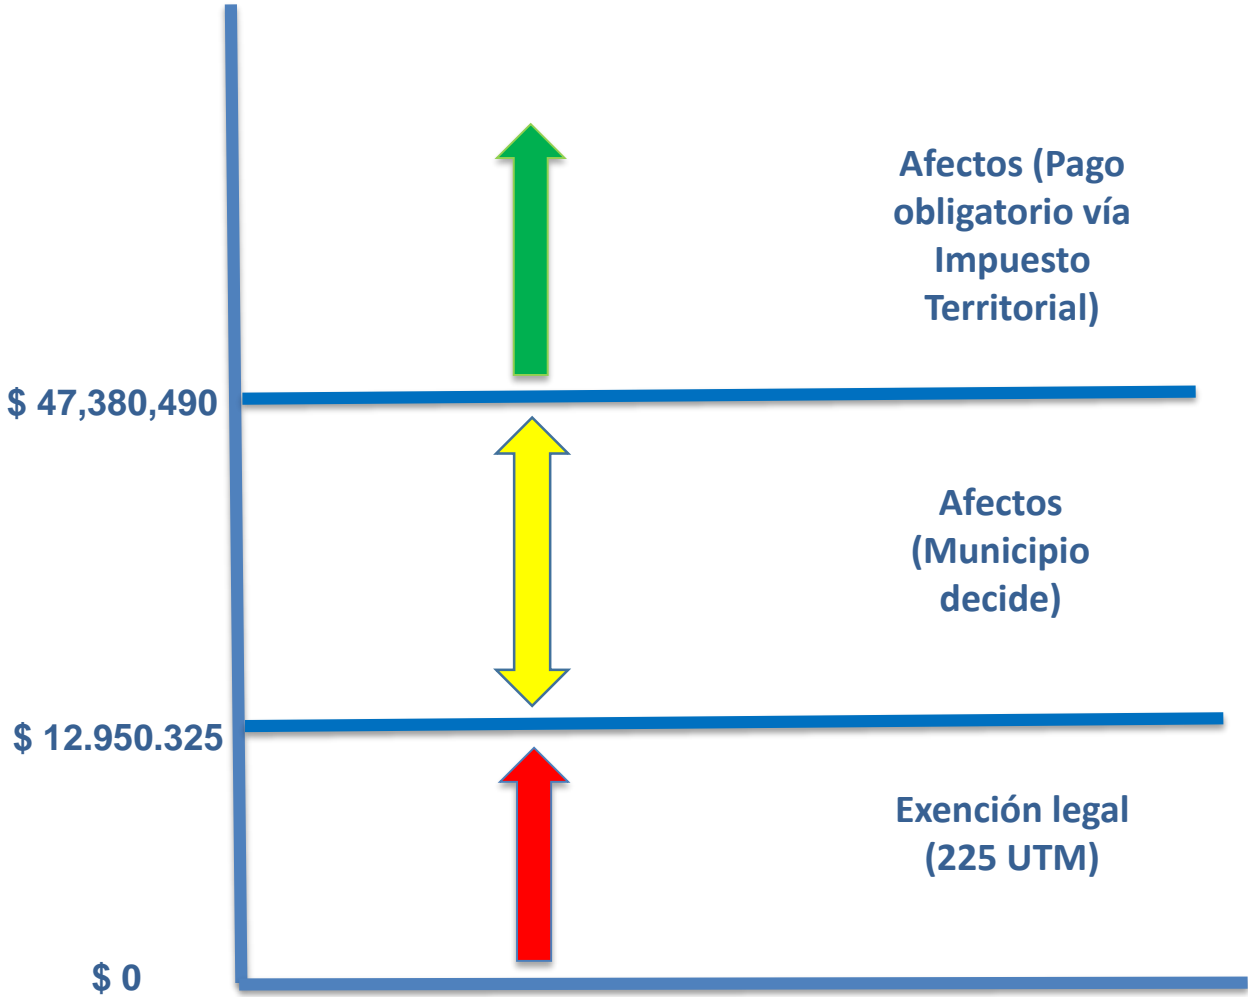 Afectos (Pago
obligatorio vía
Impuesto
Territorial)
$ 47,380,490
Afectos
(Municipio
decide)
$ 12.950.325
Exención legal
(225 UTM)
$ 0